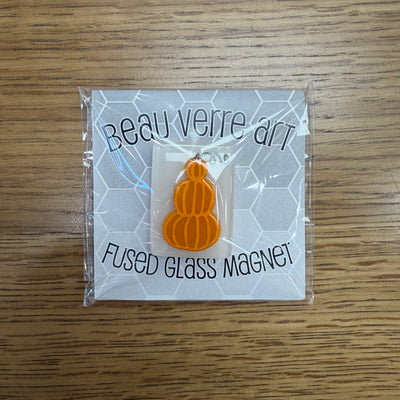 Beau Verre Art
Fused Glass Magnet